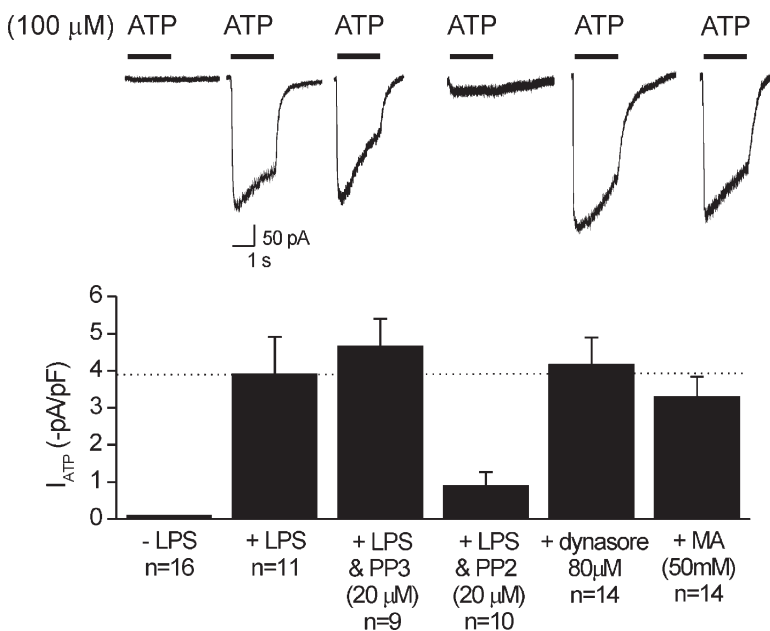 (100 μM) ATP ATP ATP ATP ATP ATP
50 pA
1 s
6
5
4
3
2
1
0
I_ATP (-pA/pF)
- LPS
n=16
+ LPS
n=11
+ LPS
& PP3
(20 μM)
n=9
+ LPS
& PP2
(20 μM)
n=10
+ dynasore
80μM
n=14
+ MA
(50mM)
n=14